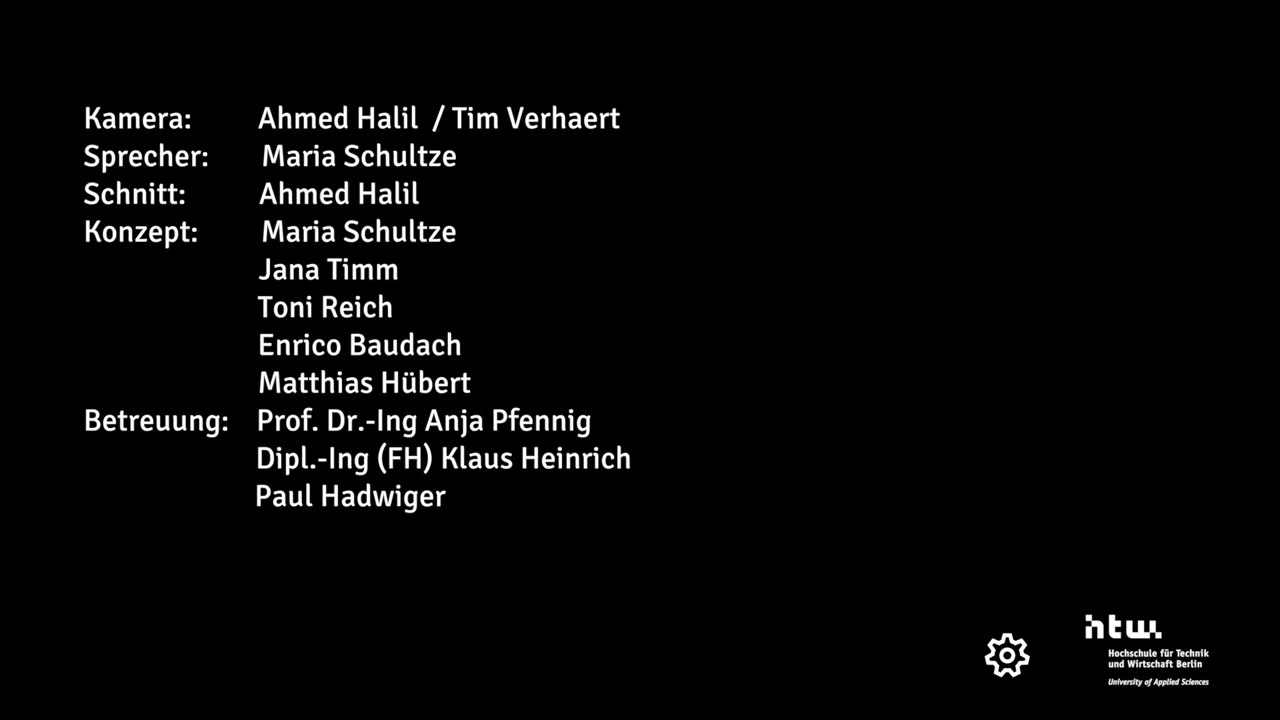 Kamera: Ahmed Halil / Tim Verhaert
Sprecher: Maria Schultze
Schnitt: Ahmed Halil
Konzept: Maria Schultze
Jana Timm
Toni Reich
Enrico Baudach
Matthias Hübert
Betreuung: Prof. Dr.-Ing Anja Pfennig
Dipl.-Ing (FH) Klaus Heinrich
Paul Hadwiger
htw.
Hochschule für Technik
und Wirtschaft Berlin
University of Applied Sciences